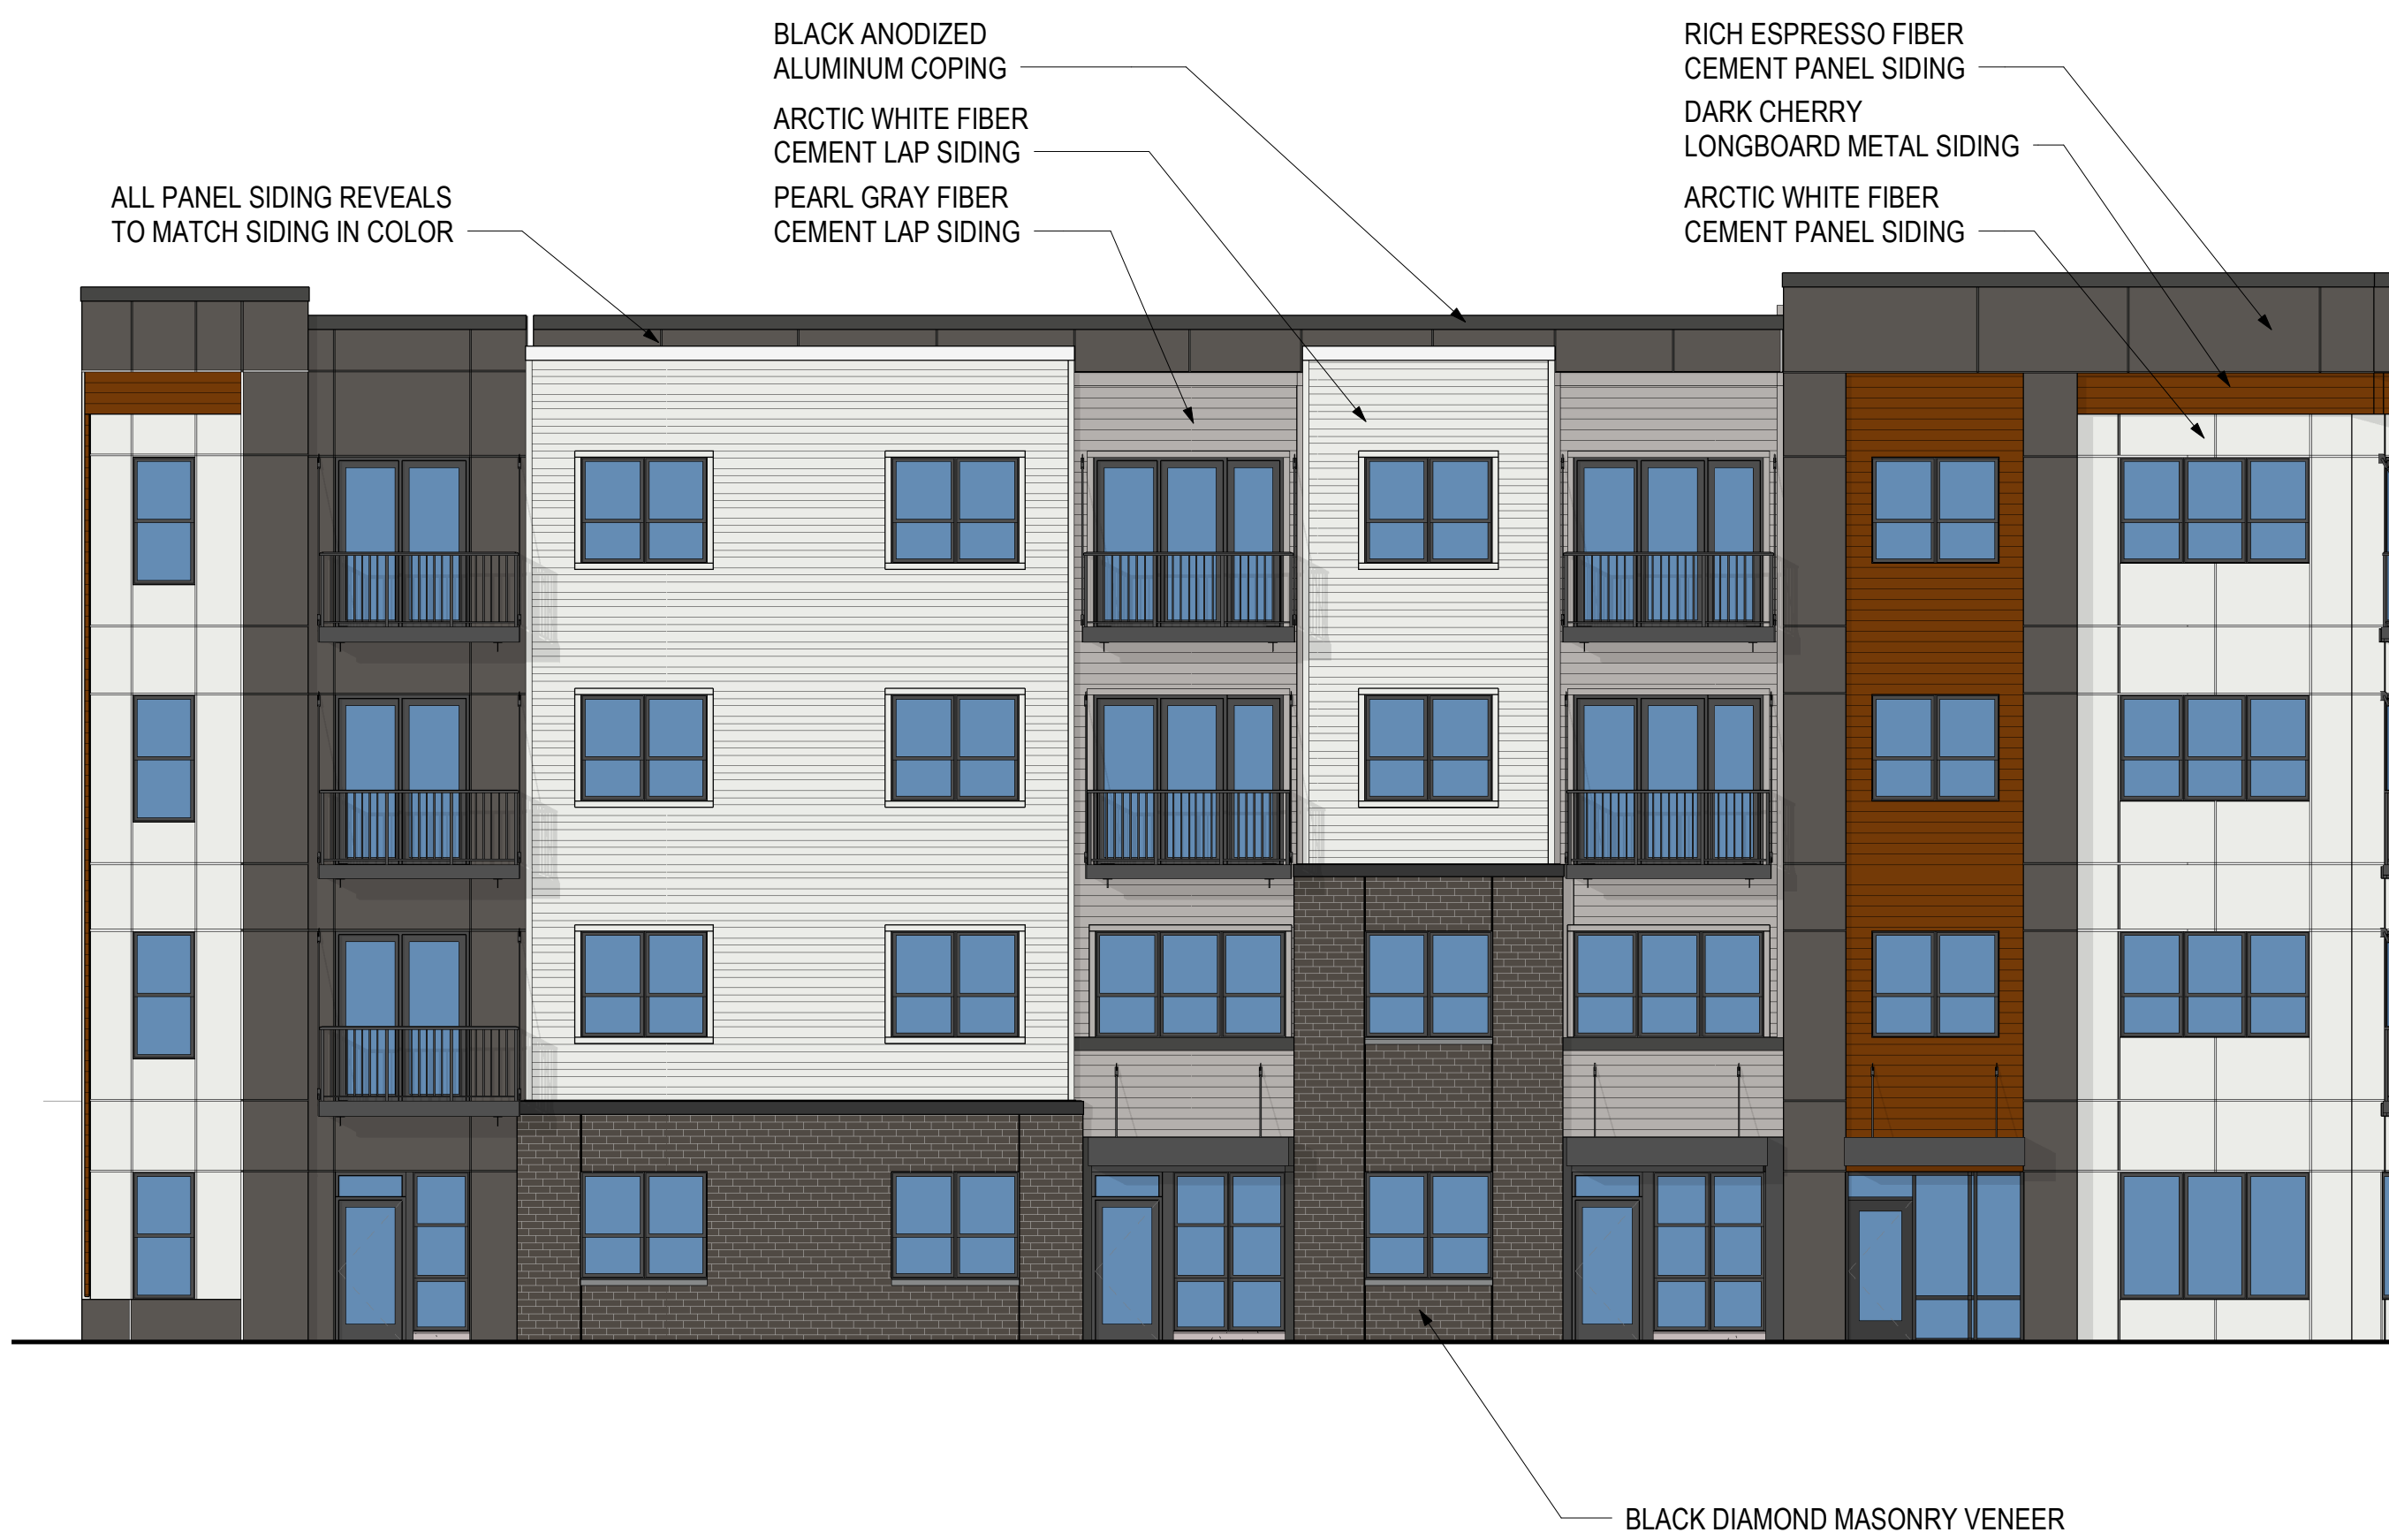 BLACK ANODIZED
ALUMINUM COPING
ARCTIC WHITE FIBER
CEMENT LAP SIDING
PEARL GRAY FIBER
CEMENT LAP SIDING
ALL PANEL SIDING REVEALS
TO MATCH SIDING IN COLOR
RICH ESPRESSO FIBER
CEMENT PANEL SIDING
DARK CHERRY
LONGBOARD METAL SIDING
ARCTIC WHITE FIBER
CEMENT PANEL SIDING
BLACK DIAMOND MASONRY VENEER